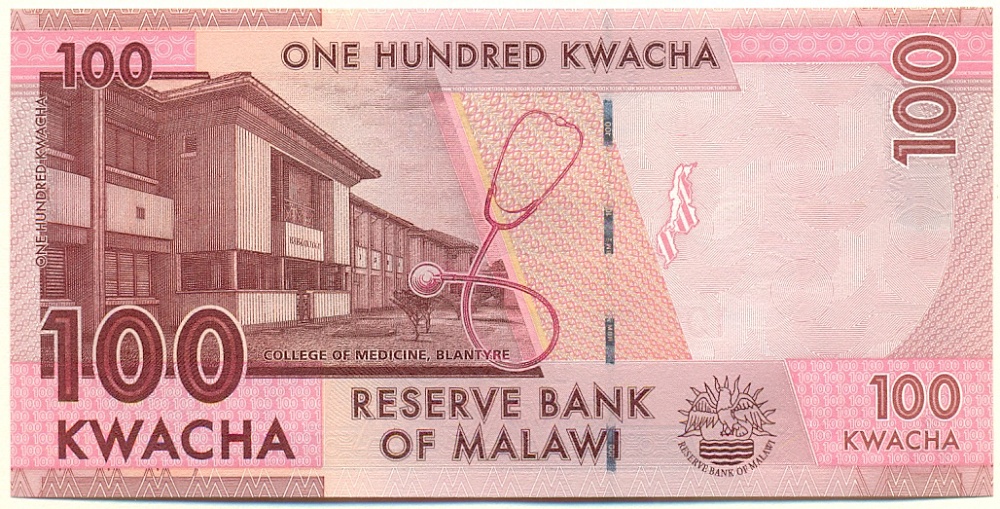 100
ONE HUNDRED KWACHA
100
ONE HUNDRED KWACHA
COLLEGE OF MEDICINE, BLANTYRE
100
KWACHA
RESERVE BANK
OF MALAWI
RESERVE BANK OF MALAWI
100
KWACHA